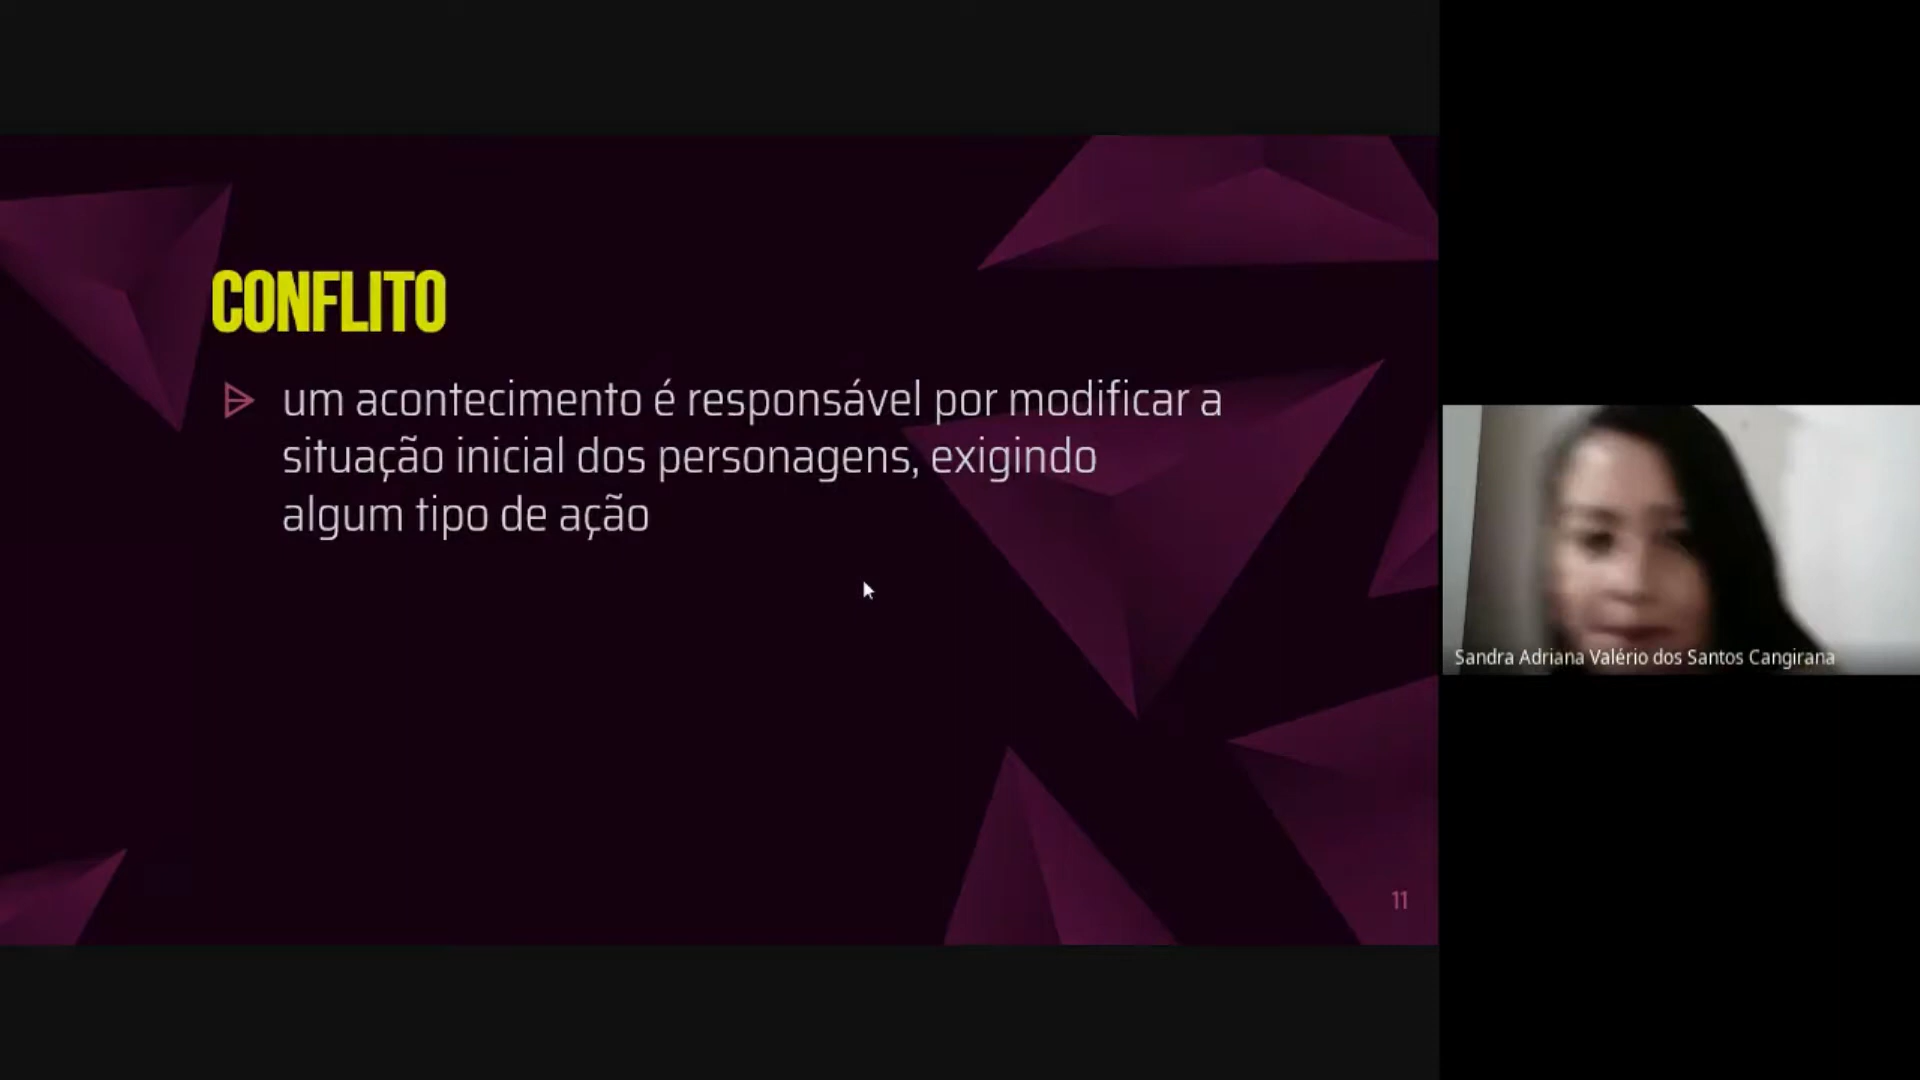 CONFLITO
um acontecimento é responsável por modificar a
situação inicial dos personagens, exigindo
algum tipo de ação
11
Sandra Adriana Valério dos Santos Cangirana